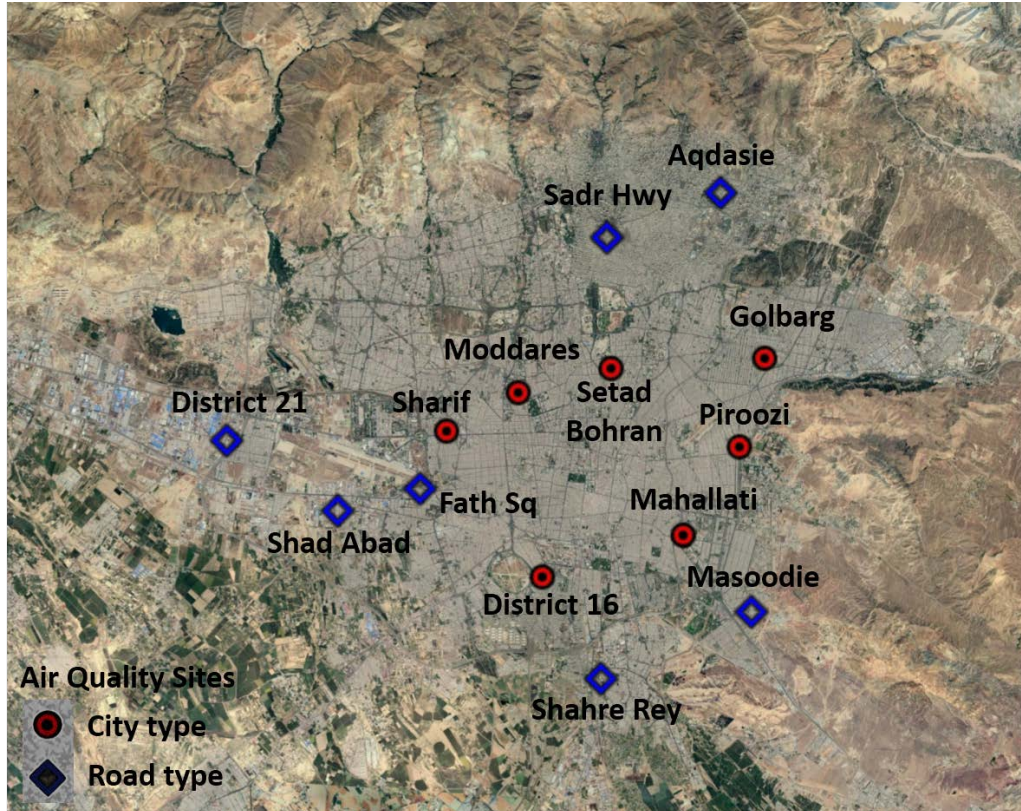 Aqdasie
Sadr Hwy
Golbarg
Moddares
Setad
Bohran
District 21
Sharif
Piroozi
Fath Sq
Mahallati
Shad Abad
Masoodie
District 16
Air Quality Sites
Shahre Rey
City type
Road type